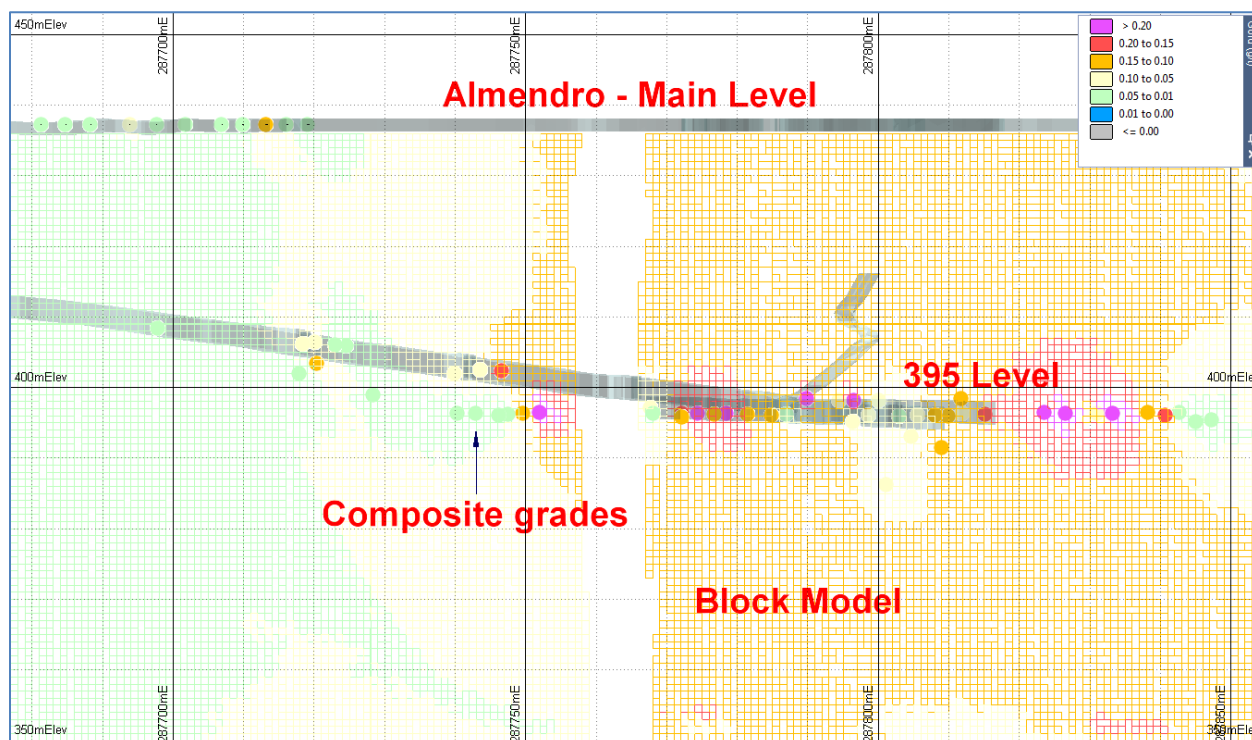 450mElev
287700mE
287750mE
287800mE
> 0.20
0.20 to 0.15
0.15 to 0.10
0.10 to 0.05
0.05 to 0.01
0.01 to 0.00
<= 0.00
Almendro - Main Level
400mElev
395 Level
400mElev
Composite grades
Block Model
287700mE
287750mE
287800mE
287850mE
350mElev
350mElev